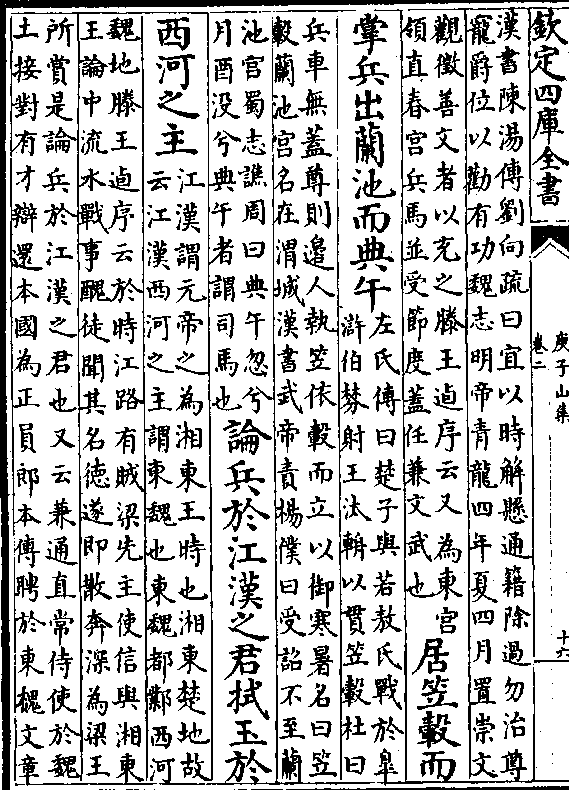 欽定四庫全書
庾子山集
卷二
十六
漢書陳湯傳劉向疏曰宜以時解懸通籍除過勿治尊
寵爵位以勸有功魏志明帝青龍四年夏四月置崇文
觀徵善文者以充之滕王逌序云又為東宮
領直春宫兵馬並受節度蓋任兼文武也
居笠轂而
掌兵出蘭池而典午
左氏傳曰楚子與若敖氏戰於皐
滸伯棼射王汰輈以貫笠轂杜曰
兵車無蓋尊則邉人執笠依轂而立以御寒暑名曰笠
轂蘭池宫名在渭城漢書武帝責楊僕曰受詔不至蘭
池宫蜀志譙周曰典午忽兮
月酉没兮典午者謂司馬也
論兵於江漢之君拭玉於
西河之主
江漢謂元帝之為湘東王時也湘東楚地故
云江漢西河之主謂東魏也東魏都鄴西河
魏地滕王逌序云於時江路有賊梁先主使信與湘東
王論中流水戰事醜徒聞其名德遂即散奔深為梁王
所賞是論兵於江漢之君也又云兼通直常侍使於魏
土接對有才辯還本國為正員郎本傳聘於東魏文章